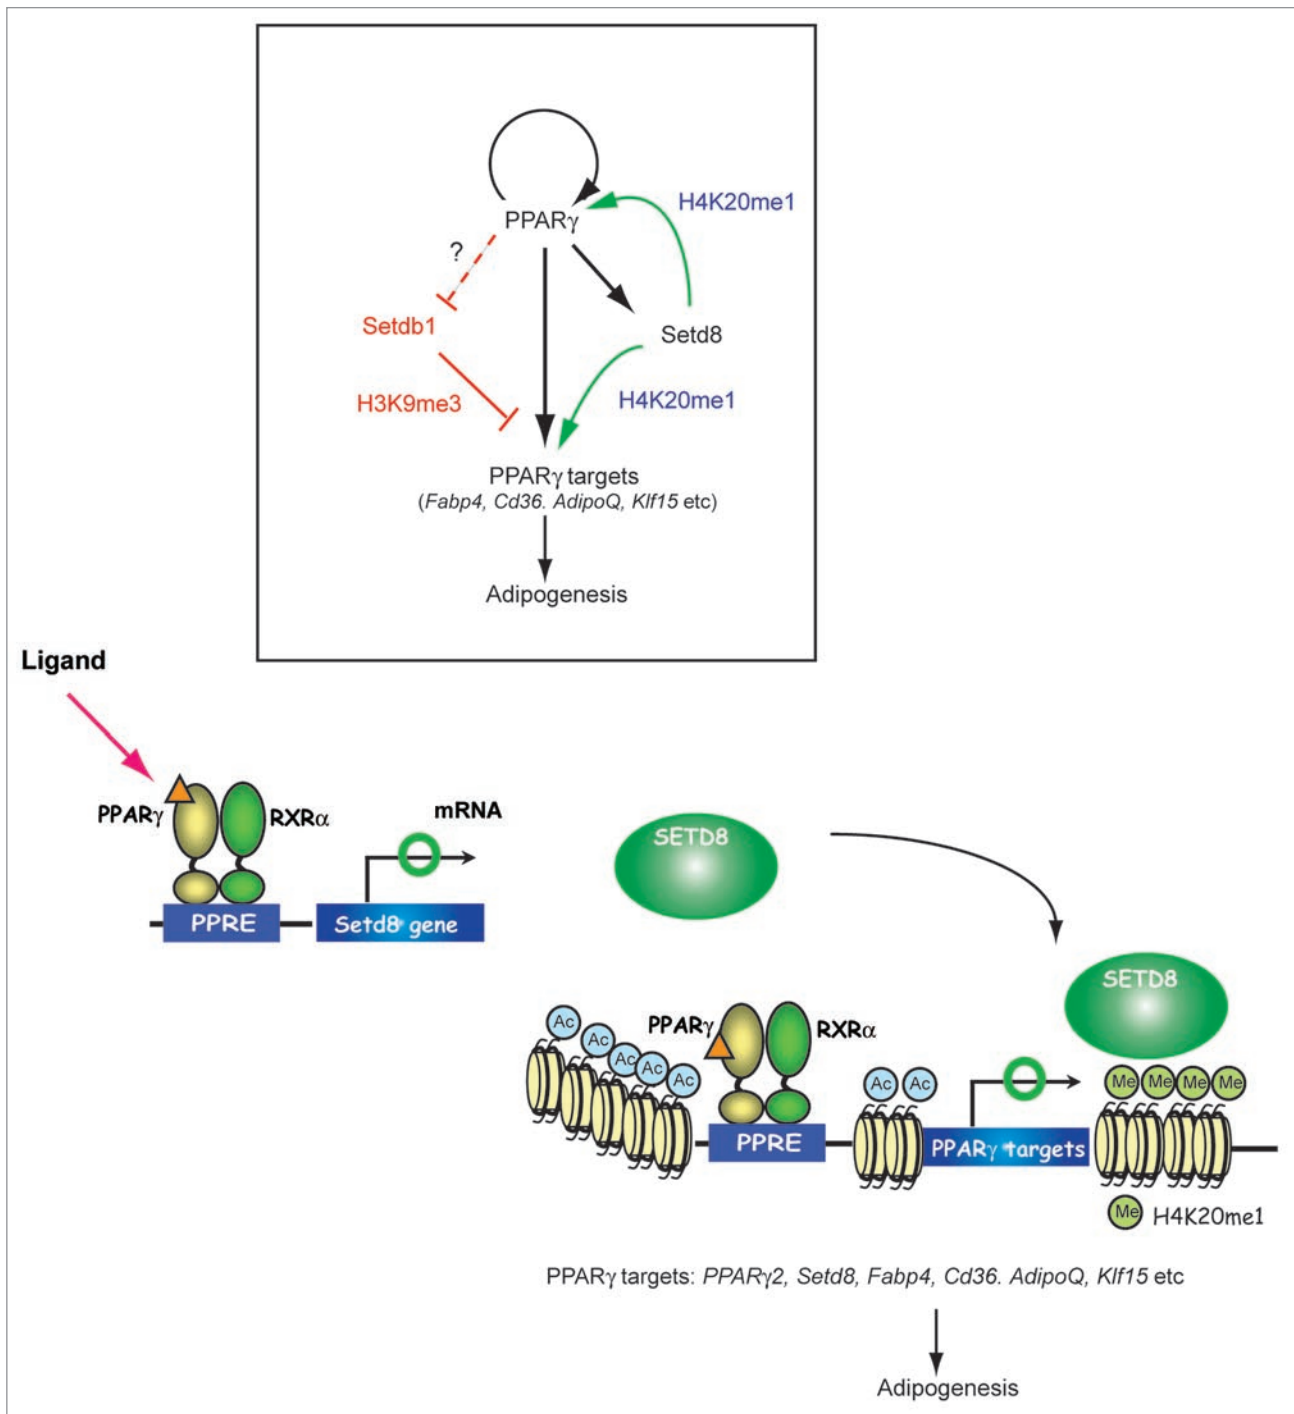 H4K20me1
PPARγ
?
Setdb1
Setd8
H3K9me3
H4K20me1
PPARγ targets
(Fabp4, Cd36. AdipoQ, Klf15 etc)
Adipogenesis
Ligand
PPARγ
RXRα
mRNA
PPRE
Setd8 gene
SETD8
SETD8
PPARγ
RXRα
Ac
Ac
Ac
Ac
Ac
Ac
Ac
Me
Me
Me
Me
PPRE
PPARγ targets
Me
H4K20me1
PPARγ targets: PPARγ2, Setd8, Fabp4, Cd36. AdipoQ, Klf15 etc
Adipogenesis